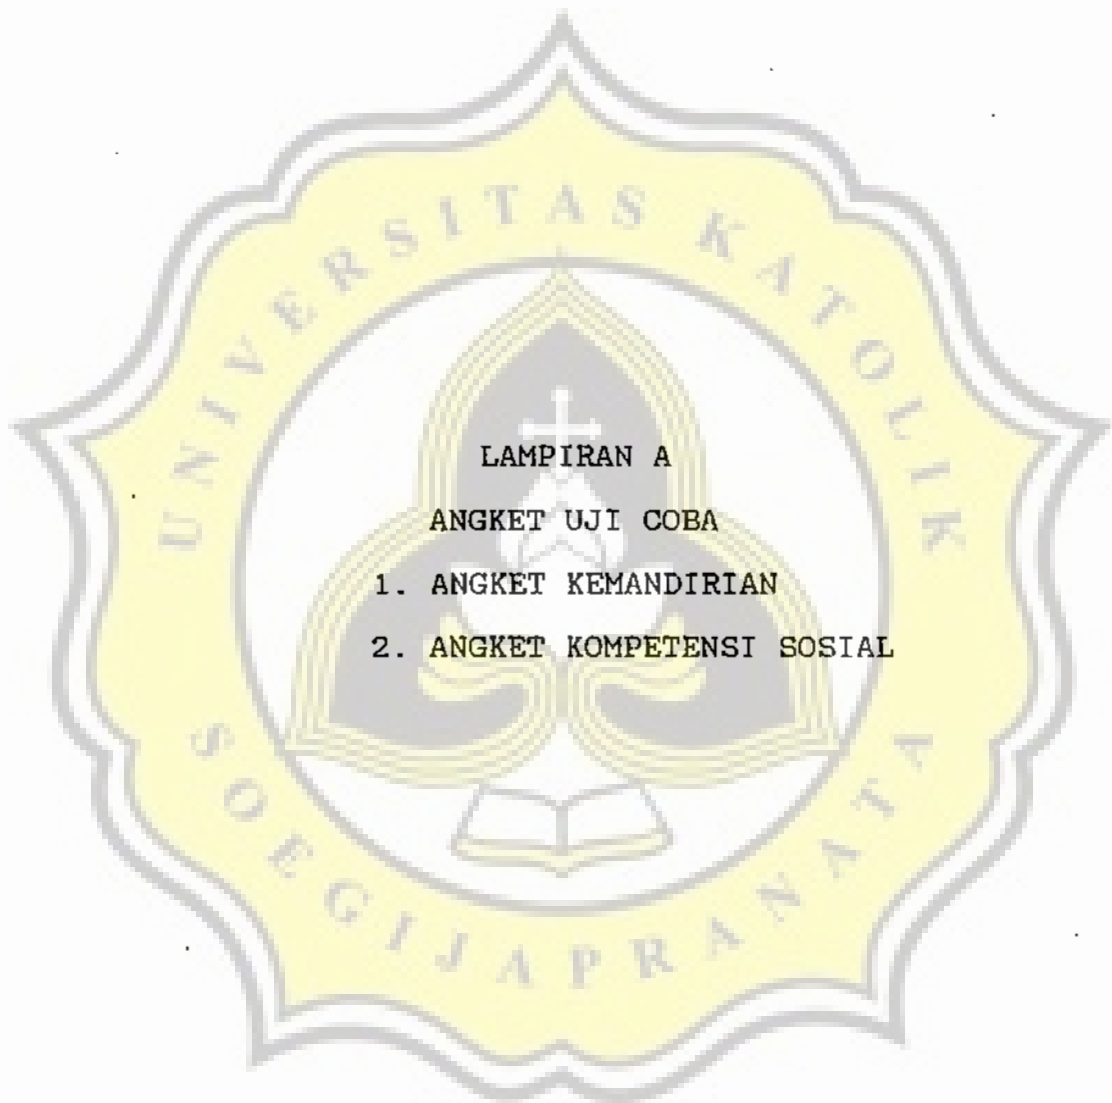 UNIVERSITAS KATOLIK
LAMPIRAN A
ANGKET UJI COBA
1. ANGKET KEMANDIRIAN
2. ANGKET KOMPETENSI SOSIAL
SOEGIJAPRANATA